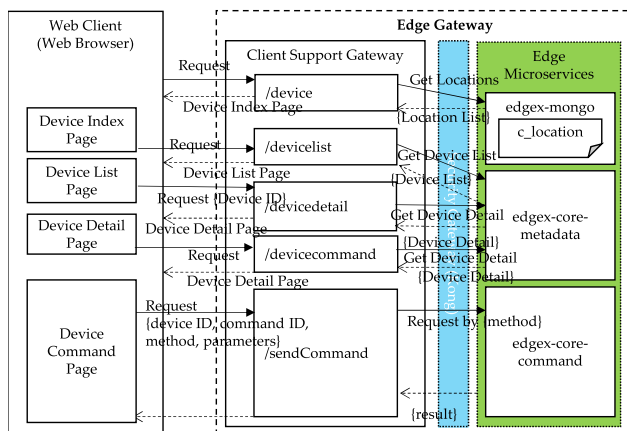 Web Client
(Web Browser)
Edge Gateway
Client Support Gateway
Edge
Microservices
Request
/device
Get Locations
Device Index Page
{Location List}
edgex-mongo
c_location
Device Index
Page
Request
/devicelist
Get Device List
Device List Page
{Device List}
Device List
Page
Request {Device ID}
/devicedetail
Get Device Detail
Device Detail Page
{Device Detail}
edgex-core-
metadata
Device Detail
Page
Request
/devicecommand
Get Device Detail
Device Detail Page
{Device Detail}
Device
Command
Page
Request
{device ID, command ID,
method, parameters}
/sendCommand
Request by {method}
edgex-core-
command
{result}